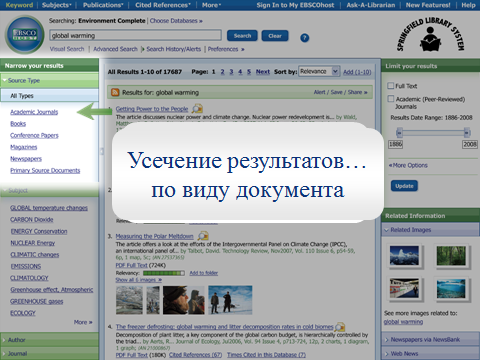 Keyword Subjects Publications Cited References More Sign In to My EBSCOhost Ask-A-Librarian New Features! Help
Searching: Environment Complete Choose Databases »
EBSCO HOST
global warming
Search Clear
Visual Search Advanced Search Search History/Alerts Preferences »
SPRINGFIELD LIBRARY SYSTEM
Narrow your results
Source Type
All Types
Academic Journals
Books
Conference Papers
Magazines
Newspapers
Primary Source Documents
Subject
GLOBAL temperature changes
CARBON Dioxide
ENERGY Conservation
NUCLEAR Energy
CLIMATIC changes
EMISSIONS
CLIMATOLOGY
Greenhouse effect, Atmospheric
GREENHOUSE gases
ECOLOGY
More »
Author
Journal
All Results 1-10 of 17687 Page: 1 2 3 4 5 Next Sort by: Relevance Add (1-10)
Results for: global warming Alert / Save / Share »
1. Getting Power to the People
The article discusses nuclear power and climate change. Nuclear power redevelopment is...
Усечение результатов…
по виду документа
3. Measuring the Polar Meltdown
The article offers a look at the efforts of the Intergovernmental Panel on Climate Change (IPCC),
an international panel of... by Talbot, David. Technology Review, Nov2007, Vol. 110 Issue 6, p54-55,
6p, 1 map, 5c; (AN 27537365)
PDF Full Text (724K)
Relevancy: Add to folder
Show all 6 images »
4. The freezer defrosting: global warming and litter decomposition rates in cold biomes
Decomposition of plant litter, a key component of the global carbon budget, is hierarchically controlled by
the triad... by Aerts, R.. Journal of Ecology, Jul2006, Vol. 94 Issue 4, p713-724, 12p, 2 charts, 1 diagram,
1 graph;
PDF Full Text (180K) Cited References (67) Times Cited in this Database (7)
Limit your results
Full Text
Academic (Peer-Reviewed) Journals
Results Date Range: 1886-2008
1886 2008
» More Options
Update
Related Information
Related Images
See more images related to:
global warming
Newspapers via NewsBank
Web News